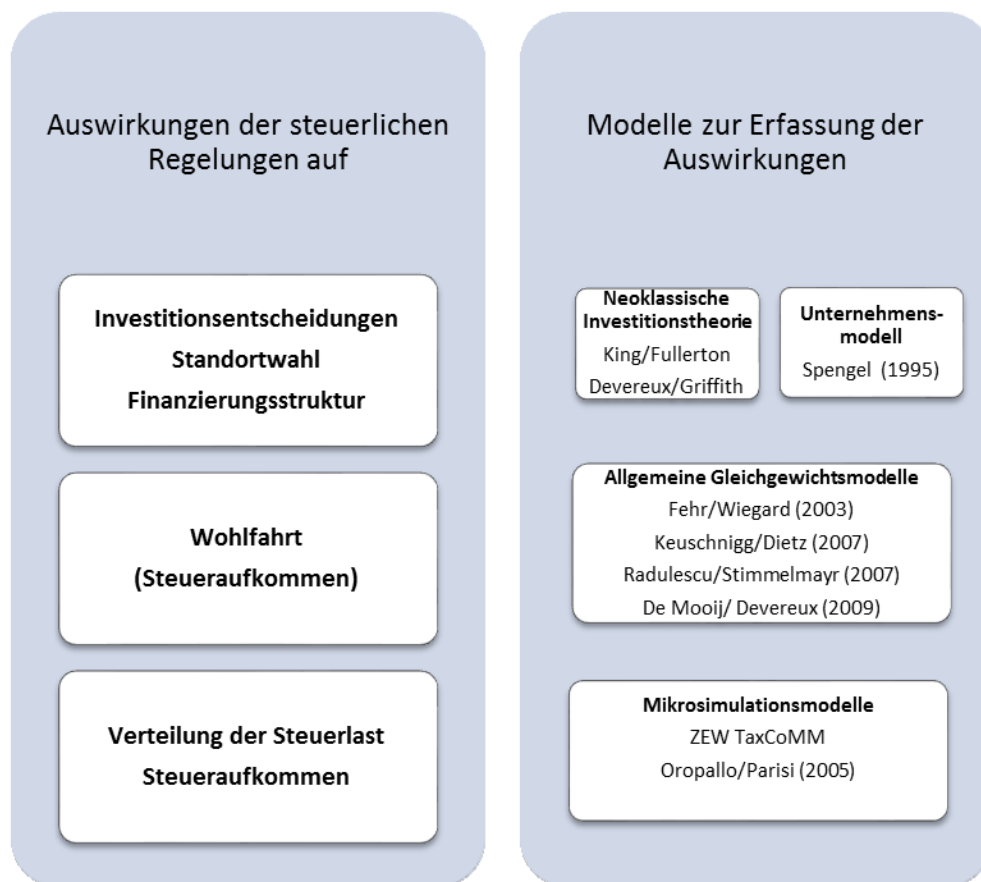 Auswirkungen der steuerlichen
Regelungen auf
Investitionsentscheidungen
Standortwahl
Finanzierungsstruktur
Wohlfahrt
(Steueraufkommen)
Verteilung der Steuerlast
Steueraufkommen
Modelle zur Erfassung der
Auswirkungen
Neoklassische
Investitionstheorie
King/Fullerton
Devereux/Griffith
Unternehmens-
modell
Spengel (1995)
Allgemeine Gleichgewichtsmodelle
Fehr/Wiegard (2003)
Keuschnigg/Dietz (2007)
Radulescu/Stimmelmayr (2007)
De Mooij/ Devereux (2009)
Mikrosimulationsmodelle
ZEW TaxCoMM
Oropallo/Parisi (2005)